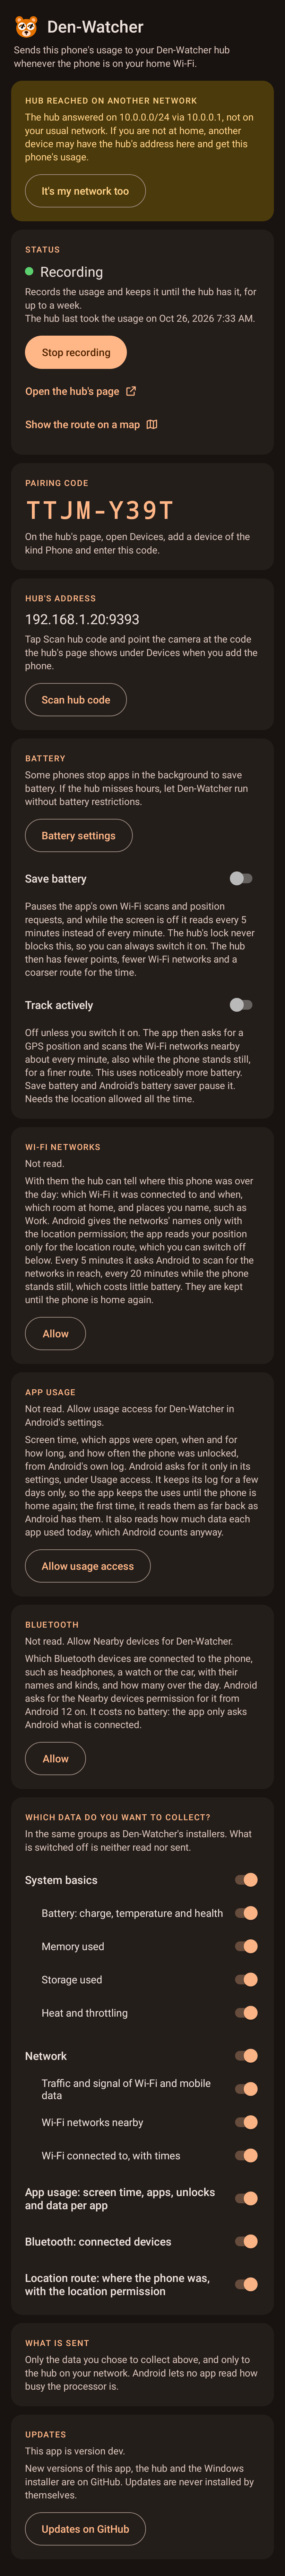 Den-Watcher
Sends this phone's usage to your Den-Watcher hub
whenever the phone is on your home Wi-Fi.
HUB REACHED ON ANOTHER NETWORK
The hub answered on 10.0.0.0/24 via 10.0.0.1, not on
your usual network. If you are not at home, another
device may have the hub's address here and get this
phone's usage.
It's my network too
STATUS
Recording
Records the usage and keeps it until the hub has it, for
up to a week.
The hub last took the usage on Oct 26, 2026 7:33 AM.
Stop recording
Open the hub's page
Show the route on a map
PAIRING CODE
TTJM-Y39T
On the hub's page, open Devices, add a device of the
kind Phone and enter this code.
HUB'S ADDRESS
192.168.1.20:9393
Tap Scan hub code and point the camera at the code
the hub's page shows under Devices when you add the
phone.
Scan hub code
BATTERY
Some phones stop apps in the background to save
battery. If the hub misses hours, let Den-Watcher run
without battery restrictions.
Battery settings
Save battery
Pauses the app's own Wi-Fi scans and position
requests, and while the screen is off it reads every 5
minutes instead of every minute. The hub's lock never
blocks this, so you can always switch it on. The hub
then has fewer points, fewer Wi-Fi networks and a
coarser route for the time.
Track actively
Off unless you switch it on. The app then asks for a
GPS position and scans the Wi-Fi networks nearby
about every minute, also while the phone stands still,
for a finer route. This uses noticeably more battery.
Save battery and Android's battery saver pause it.
Needs the location allowed all the time.
WI-FI NETWORKS
Not read.
With them the hub can tell where this phone was over
the day: which Wi-Fi it was connected to and when,
which room at home, and places you name, such as
Work. Android gives the networks' names only with
the location permission; the app reads your position
only for the location route, which you can switch off
below. Every 5 minutes it asks Android to scan for the
networks in reach, every 20 minutes while the phone
stands still, which costs little battery. They are kept
until the phone is home again.
Allow
APP USAGE
Not read. Allow usage access for Den-Watcher in
Android's settings.
Screen time, which apps were open, when and for
how long, and how often the phone was unlocked,
from Android's own log. Android asks for it only in its
settings, under Usage access. It keeps its log for a few
days only, so the app keeps the uses until the phone is
home again; the first time, it reads them as far back as
Android has them. It also reads how much data each
app used today, which Android counts anyway.
Allow usage access
BLUETOOTH
Not read. Allow Nearby devices for Den-Watcher.
Which Bluetooth devices are connected to the phone,
such as headphones, a watch or the car, with their
names and kinds, and how many over the day. Android
asks for the Nearby devices permission for it from
Android 12 on. It costs no battery: the app only asks
Android what is connected.
Allow
WHICH DATA DO YOU WANT TO COLLECT?
In the same groups as Den-Watcher's installers. What
is switched off is neither read nor sent.
System basics
Battery: charge, temperature and health
Memory used
Storage used
Heat and throttling
Network
Traffic and signal of Wi-Fi and mobile
data
Wi-Fi networks nearby
Wi-Fi connected to, with times
App usage: screen time, apps, unlocks
and data per app
Bluetooth: connected devices
Location route: where the phone was,
with the location permission
WHAT IS SENT
Only the data you chose to collect above, and only to
the hub on your network. Android lets no app read how
busy the processor is.
UPDATES
This app is version dev.
New versions of this app, the hub and the Windows
installer are on GitHub. Updates are never installed by
themselves.
Updates on GitHub